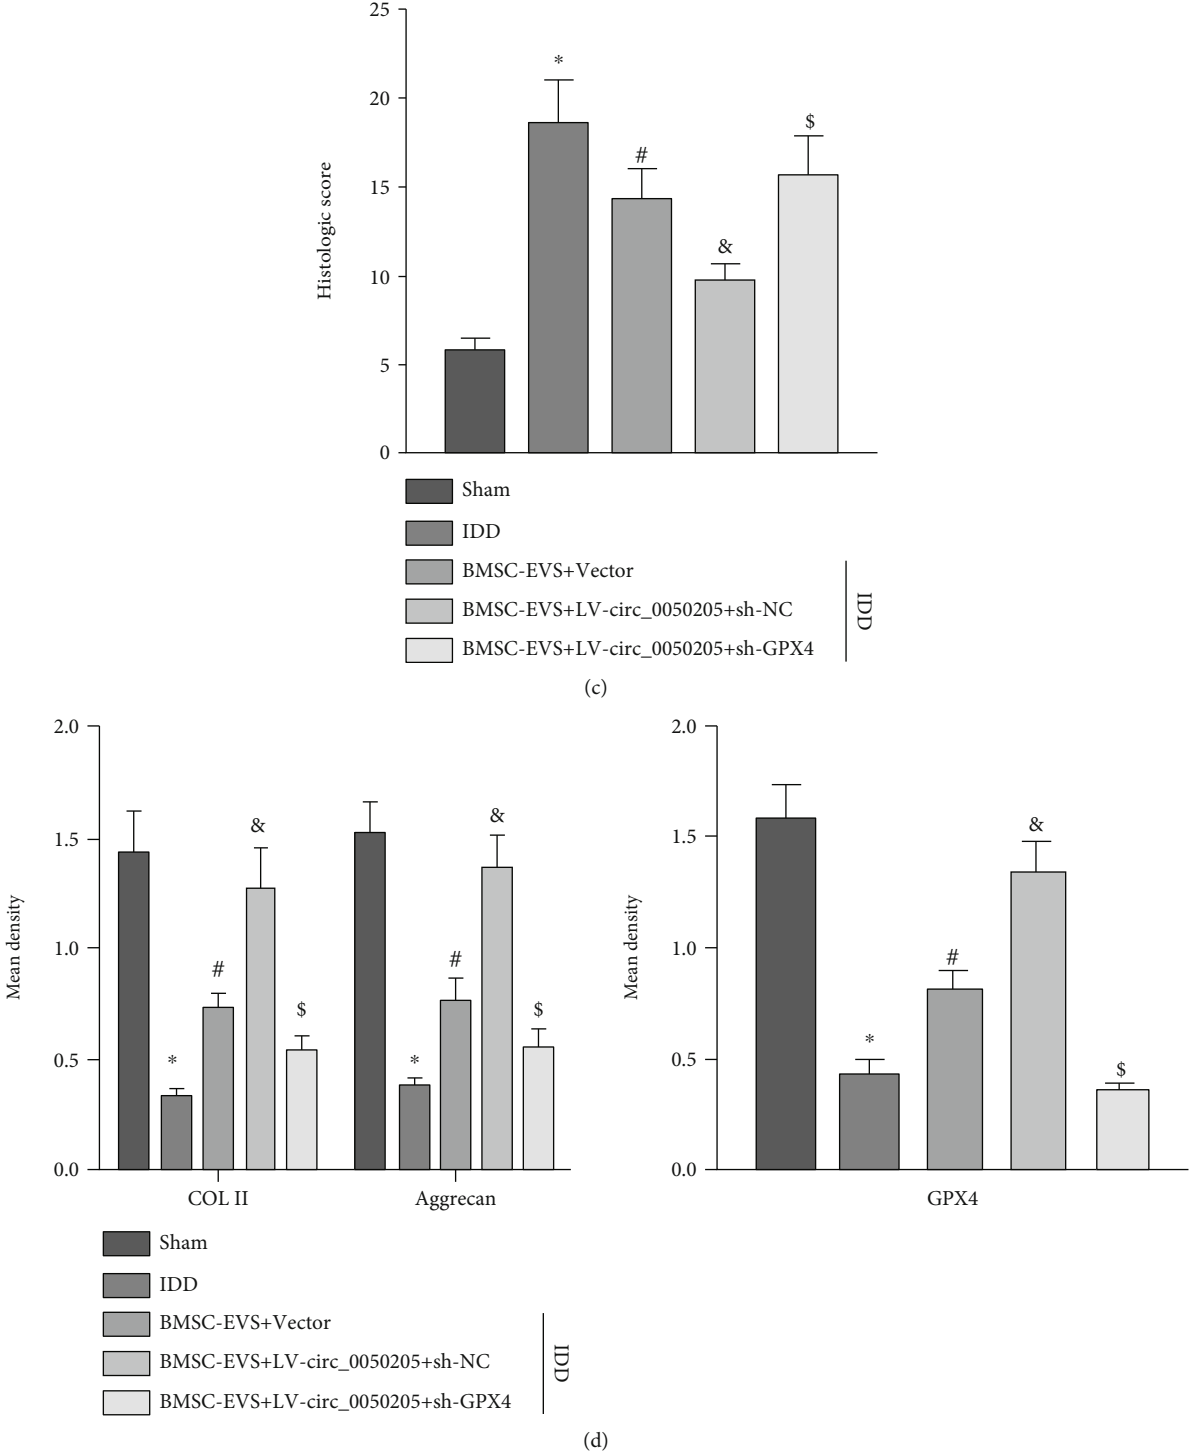 25
20
15
10
5
0
Histologic score
*
#
&
$
Sham
IDD
BMSC-EVS+Vector
BMSC-EVS+LV-circ_0050205+sh-NC
BMSC-EVS+LV-circ_0050205+sh-GPX4
IDD
(c)
2.0
1.5
1.0
0.5
0.0
Mean density
*
#
&
$
*
#
&
$
COL II
Aggrecan
2.0
1.5
1.0
0.5
0.0
Mean density
*
#
&
$
GPX4
Sham
IDD
BMSC-EVS+Vector
BMSC-EVS+LV-circ_0050205+sh-NC
BMSC-EVS+LV-circ_0050205+sh-GPX4
IDD
(d)